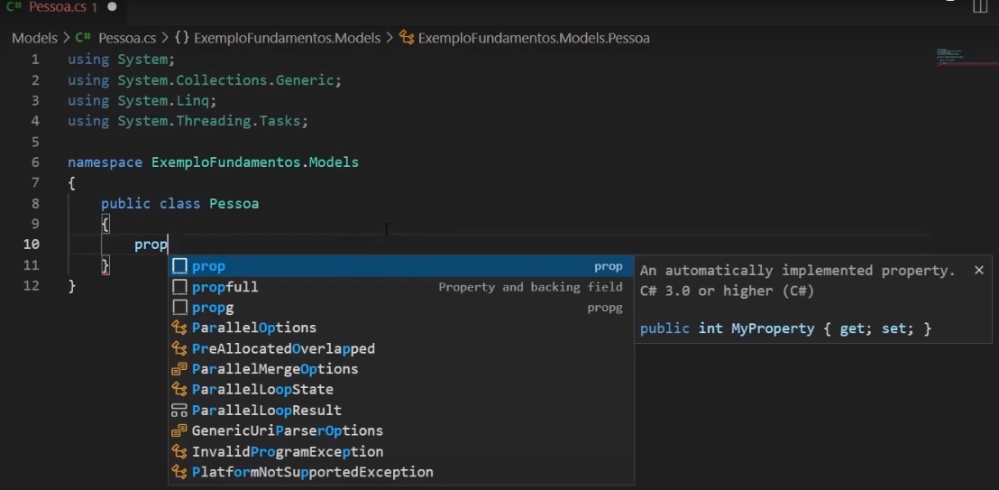 C# Pessoa.cs 1
Models > C# Pessoa.cs > {} ExemploFundamentos.Models > ExemploFundamentos.Models.Pessoa
1 using System;
2 using System.Collections.Generic;
3 using System.Linq;
4 using System.Threading.Tasks;
5
6 namespace ExemploFundamentos.Models
7 {
8 public class Pessoa
9 {
10 prop
11 }
12 }
prop prop
propfull Property and backing field
propg propg
ParallelOptions
PreAllocatedOverlapped
ParallelMergeOptions
ParallelLoopState
ParallelLoopResult
GenericUriParserOptions
InvalidProgramException
PlatformNotSupportedException
An automatically implemented property.
C# 3.0 or higher (C#)
public int MyProperty { get; set; }